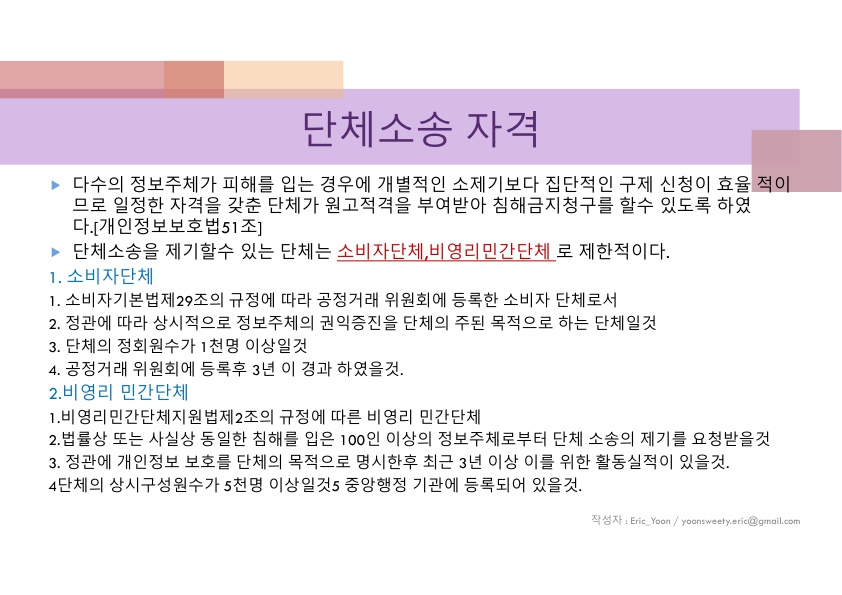 단체소송 자격
▶ 다수의 정보주체가 피해를 입는 경우에 개별적인 소제기보다 집단적인 구제 신청이 효율 적이
므로 일정한 자격을 갖춘 단체가 원고적격을 부여받아 침해금지청구를 할수 있도록 하였
다.[개인정보보호법51조]
▶ 단체소송을 제기할수 있는 단체는 소비자단체,비영리민간단체 로 제한적이다.
1. 소비자단체
1. 소비자기본법제29조의 규정에 따라 공정거래 위원회에 등록한 소비자 단체로서
2. 정관에 따라 상시적으로 정보주체의 권익증진을 단체의 주된 목적으로 하는 단체일것
3. 단체의 정회원수가 1천명 이상일것
4. 공정거래 위원회에 등록후 3년 이 경과 하였을것.
2.비영리 민간단체
1.비영리민간단체지원법제2조의 규정에 따른 비영리 민간단체
2.법률상 또는 사실상 동일한 침해를 입은 100인 이상의 정보주체로부터 단체 소송의 제기를 요청받을것
3. 정관에 개인정보 보호를 단체의 목적으로 명시한후 최근 3년 이상 이를 위한 활동실적이 있을것.
4단체의 상시구성원수가 5천명 이상일것5 중앙행정 기관에 등록되어 있을것.
작성자 : Eric_Yoon / yoonsweety.eric@gmail.com